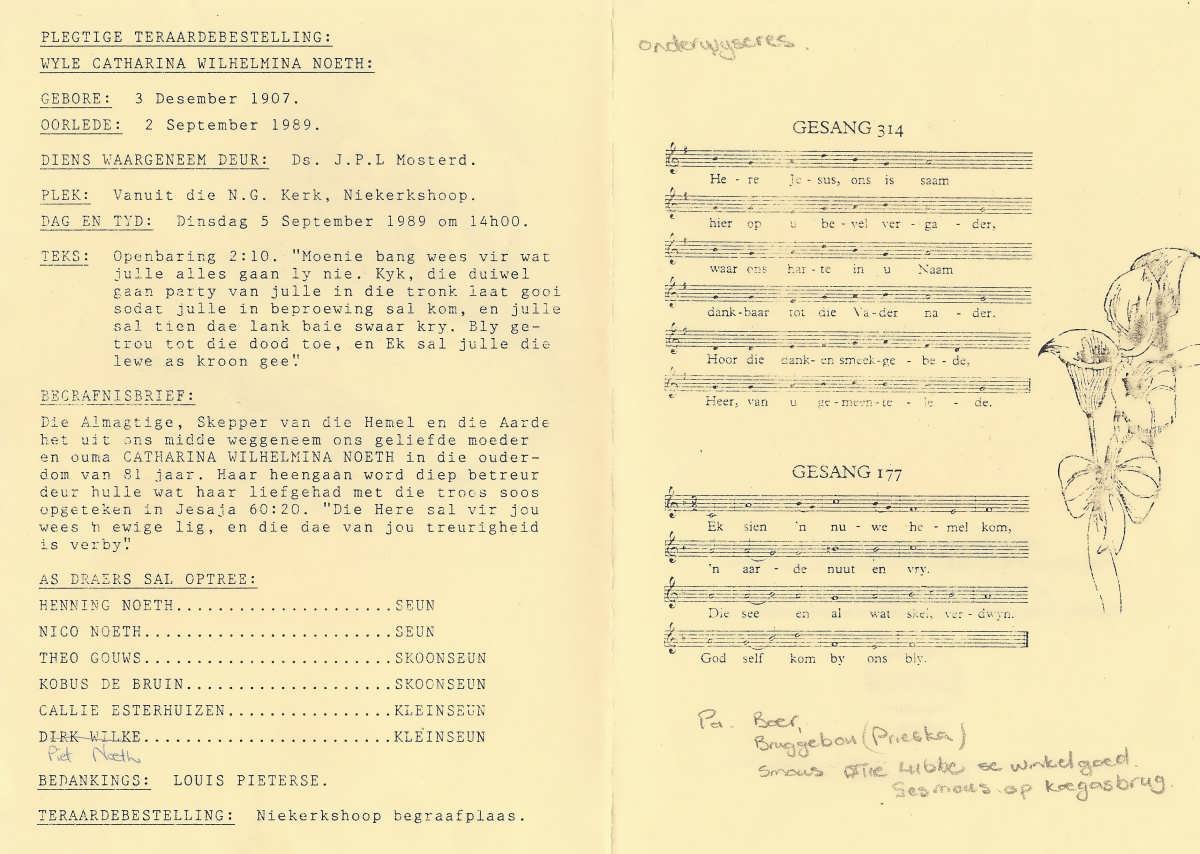 PLEGTIGE TERAARDEBESTELLING:
WYLE CATHARINA WILHELMINA NOETH:
GEBORE: 3 Desember 1907.
OORLEDE: 2 September 1989.
DIENS WAARGENEEM DEUR: Ds. J.P.L Mosterd.
PLEK: Vanuit die N.G. Kerk, Niekerkshoop.
DAG EN TYD: Dinsdag 5 September 1989 om 14h00.
TEKS: Openbaring 2:10. "Moenie bang wees vir wat
julle alles gaan ly nie. Kyk, die duiwel
gaan party van julle in die tronk laat gooi
sodat julle in beproewing sal kom, en julle
sal tien dae lank baie swaar kry. Bly ge-
trou tot die dood toe, en Ek sal julle die
lewe as kroon gee".
BEGRAFNISBRIEF:
Die Almagtige, Skepper van die Hemel en die Aarde
het uit ons midde weggeneem ons geliefde moeder
en ouma CATHARINA WILHELMINA NOETH in die ouder-
dom van 81 jaar. Haar heengaan word diep betreur
deur hulle wat haar liefgehad met die troos soos
opgeteken in Jesaja 60:20. "Die Here sal vir jou
wees 'n ewige lig, en die dae van jou treurigheid
is verby".
AS DRAERS SAL OPTREE:
HENNING NOETH.....................SEUN
NICO NOETH........................SEUN
THEO GOUWS........................SKOONSEUN
KOBUS DE BRUIN....................SKOONSEUN
CALLIE ESTERHUIZEN................KLEINSEUN
DIRK WILKE........................KLEINSEUN
Piet Noeth
BEDANKINGS: LOUIS PIETERSE.
TERAARDEBESTELLING: Niekerkshoop begraafplaas.
onderwyseres.
GESANG 314
He - re Je - sus, ons is saam
hier op u be - vel ver - ga - der,
waar ons har - te in u Naam
dank - baar tot die Va - der na - der.
Hoor die dank - en smeek - ge - be - de,
Heer, van u ge - meen - te - le - de.
GESANG 177
Ek sien 'n nu - we he - mel kom,
'n aar - de nuut en vry.
Die see en al wat skei, ver - dwyn.
God self kom by ons bly.
Pa. Boer,
Bruggebou (Prieska)
Smous Lubbe se winkelgoed.
Sesmous op Koegasbrug.